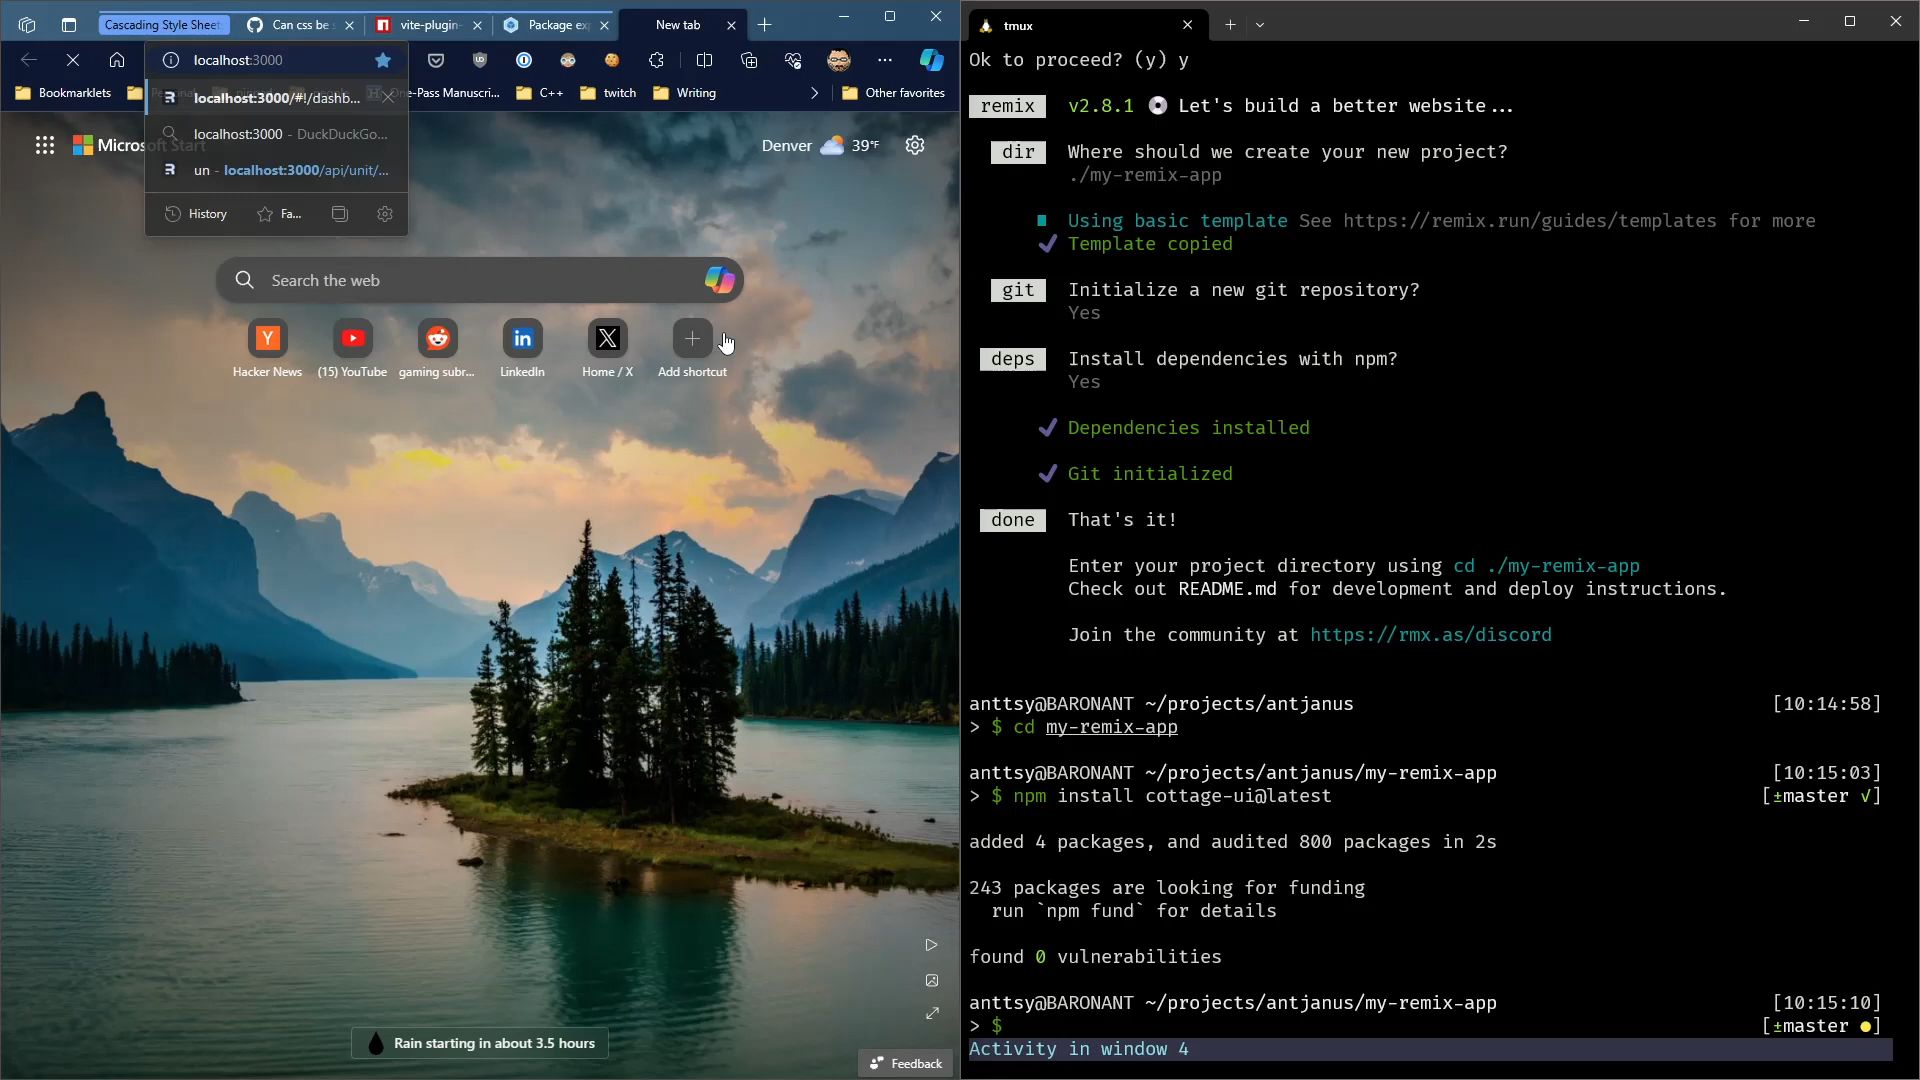 Cascading Style Sheet
Can css be s
vite-plugin-
Package ex
New tab
localhost:3000
Bookmarklets
One-Pass Manuscri...
C++
twitch
Writing
Other favorites
localhost:3000/#!/dashb...
localhost:3000 - DuckDuckGo...
un - localhost:3000/api/unit/...
History
Fa...
Microsoft Start
Denver
39°F
Search the web
Hacker News
(15) YouTube
gaming subr...
LinkedIn
Home / X
Add shortcut
Rain starting in about 3.5 hours
Feedback
tmux
Ok to proceed? (y) y
remix v2.8.1 💿 Let's build a better website...
dir Where should we create your new project?
./my-remix-app
Using basic template See https://remix.run/guides/templates for more
✔ Template copied
git Initialize a new git repository?
Yes
deps Install dependencies with npm?
Yes
✔ Dependencies installed
✔ Git initialized
done That's it!
Enter your project directory using cd ./my-remix-app
Check out README.md for development and deploy instructions.
Join the community at https://rmx.as/discord
anttsy@BARONANT ~/projects/antjanus [10:14:58]
> $ cd my-remix-app
anttsy@BARONANT ~/projects/antjanus/my-remix-app [10:15:03]
> $ npm install cottage-ui@latest [±master ✓]
added 4 packages, and audited 800 packages in 2s
243 packages are looking for funding
run `npm fund` for details
found 0 vulnerabilities
anttsy@BARONANT ~/projects/antjanus/my-remix-app [10:15:10]
> $ [±master ●]
Activity in window 4